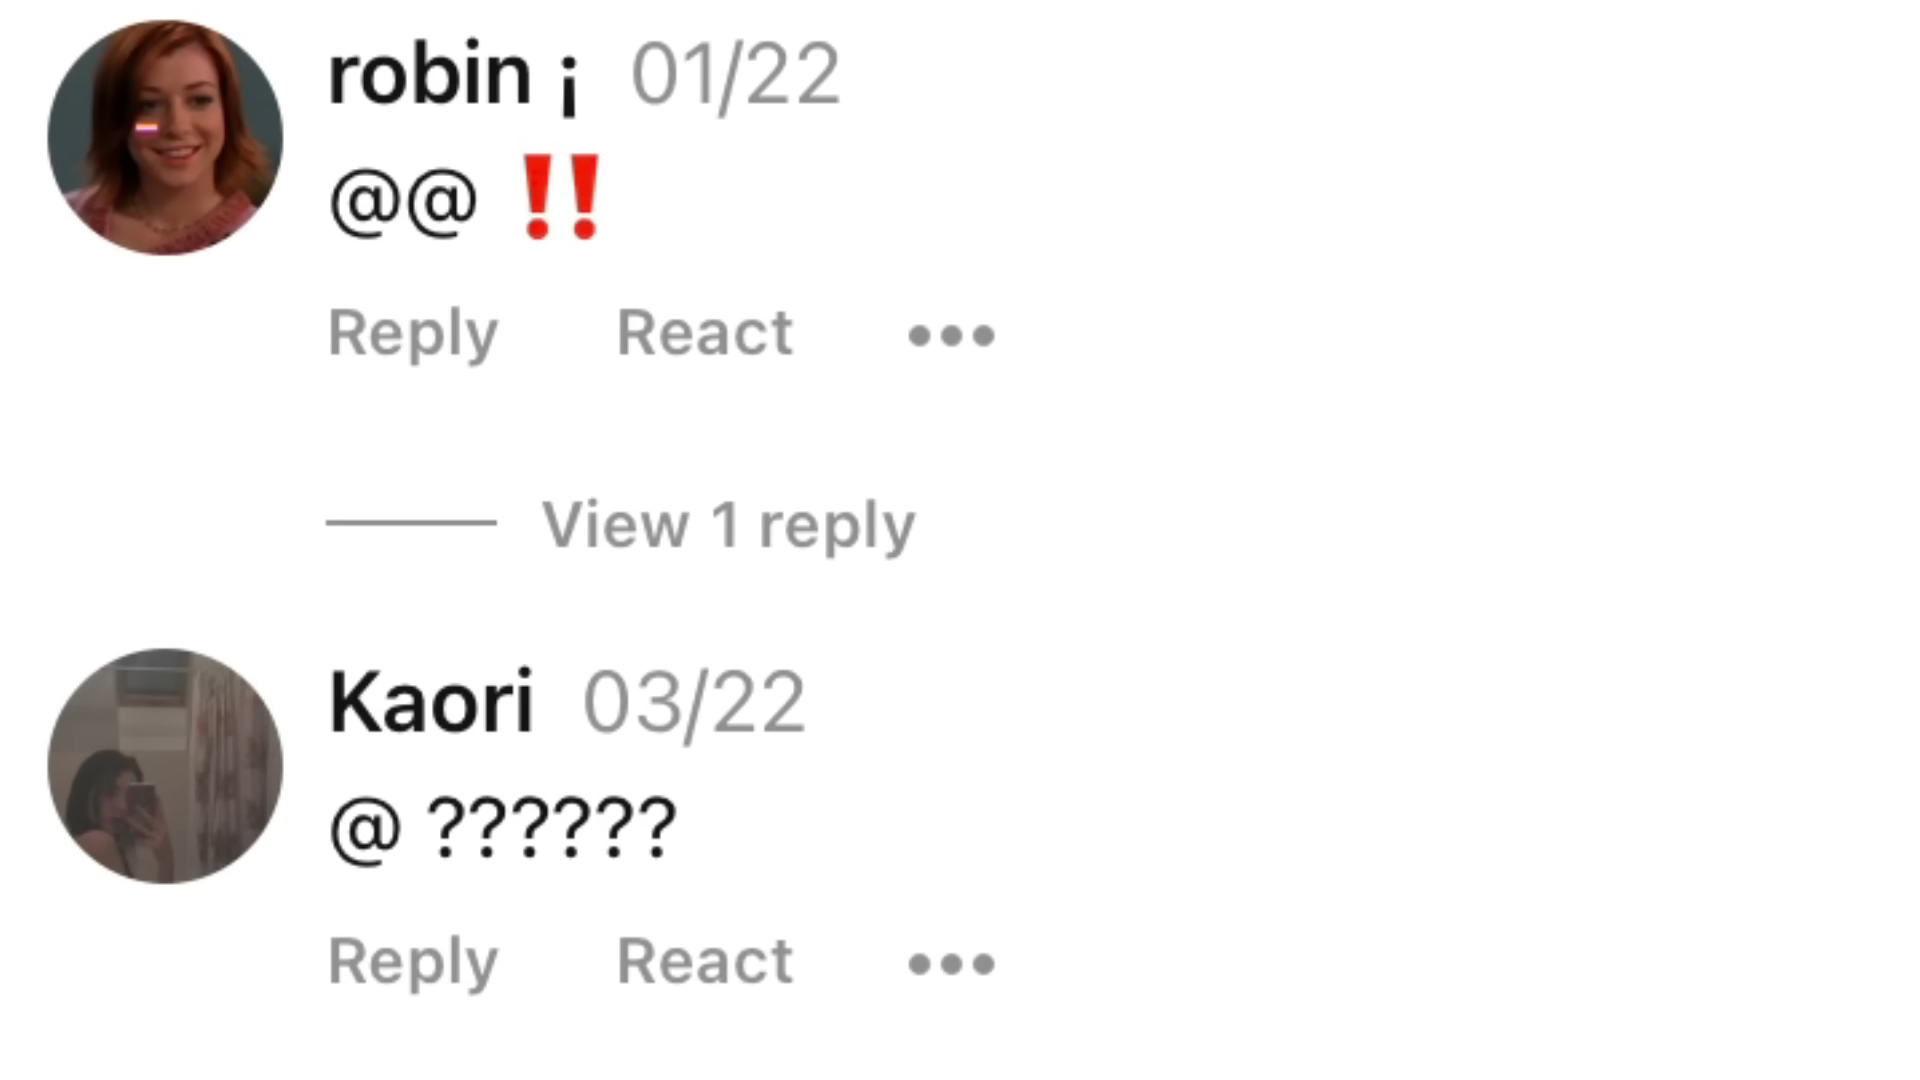 robin ¡ 01/22
@@ ‼️
Reply React •••
View 1 reply
Kaori 03/22
@ ??????
Reply React •••